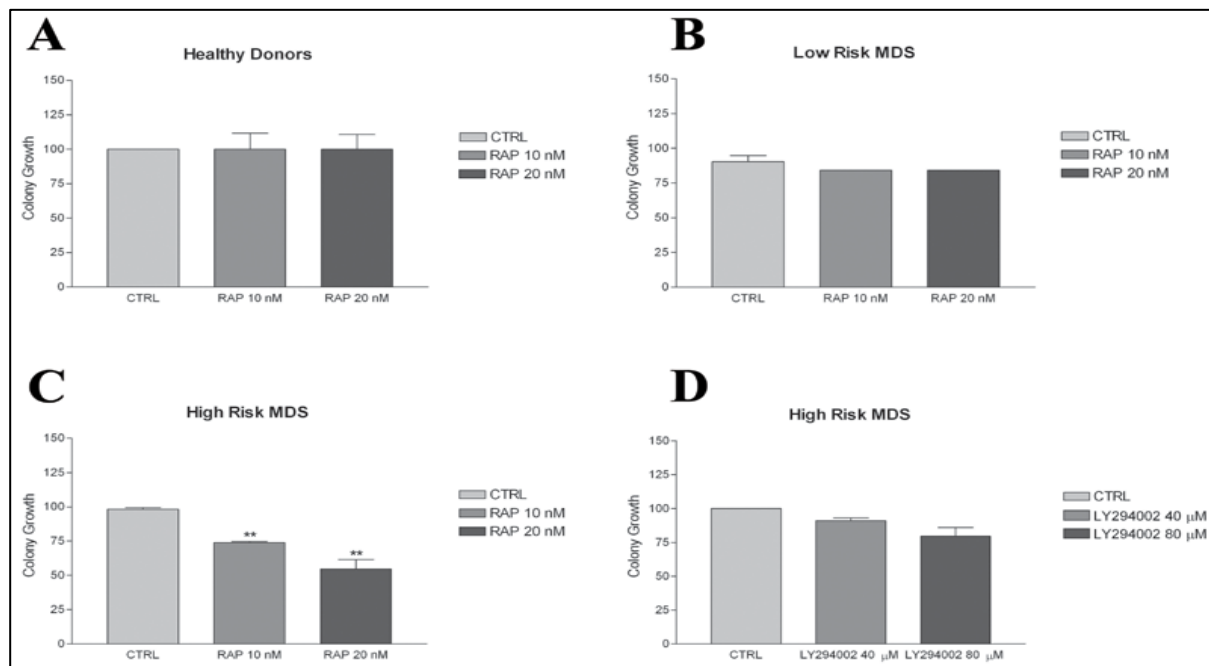 A
Healthy Donors
150
125
100
75
50
25
0
Colony Growth
CTRL
RAP 10 nM
RAP 20 nM
CTRL
RAP 10 nM
RAP 20 nM
B
Low Risk MDS
150
125
100
75
50
25
0
Colony Growth
CTRL
RAP 10 nM
RAP 20 nM
CTRL
RAP 10 nM
RAP 20 nM
C
High Risk MDS
150
125
100
75
50
25
0
Colony Growth
**
**
CTRL
RAP 10 nM
RAP 20 nM
CTRL
RAP 10 nM
RAP 20 nM
D
High Risk MDS
150
125
100
75
50
25
0
Colony Growth
CTRL
LY294002 40 μM
LY294002 80 μM
CTRL
LY294002 40 μM
LY294002 80 μM